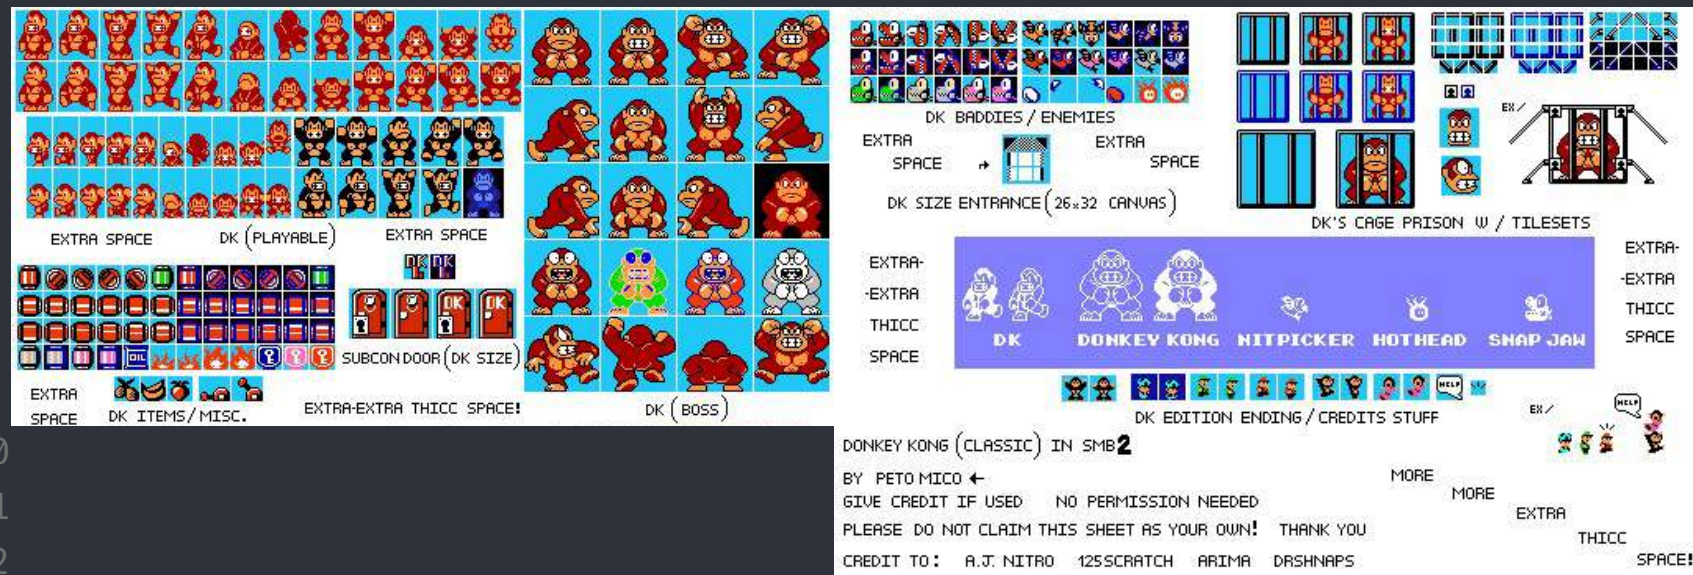 EXTRA SPACE
DK (PLAYABLE)
EXTRA SPACE
DK DK
DK DK
OIL
SUBCON DOOR (DK SIZE)
EXTRA
SPACE
DK ITEMS/MISC.
EXTRA-EXTRA THICC SPACE!
DK (BOSS)
DK BADDIES/ENEMIES
EXTRA
SPACE
EXTRA
SPACE
DK SIZE ENTRANCE (26x32 CANVAS)
EX/
DK'S CAGE PRISON W/TILESETS
EXTRA-
-EXTRA
THICC
SPACE
DK
DONKEY KONG
NITPICKER
HOTHEAD
SNAP JAW
EXTRA-
-EXTRA
THICC
SPACE
HELP
DK EDITION ENDING/CREDITS STUFF
EX/
HELP
DONKEY KONG (CLASSIC) IN SMB2
BY PETO MICO ←
GIVE CREDIT IF USED NO PERMISSION NEEDED
PLEASE DO NOT CLAIM THIS SHEET AS YOUR OWN! THANK YOU
CREDIT TO: A.J. NITRO 125SCRATCH ARIMA DRSHNAPS
MORE
MORE
EXTRA
THICC
SPACE!
0
1
2